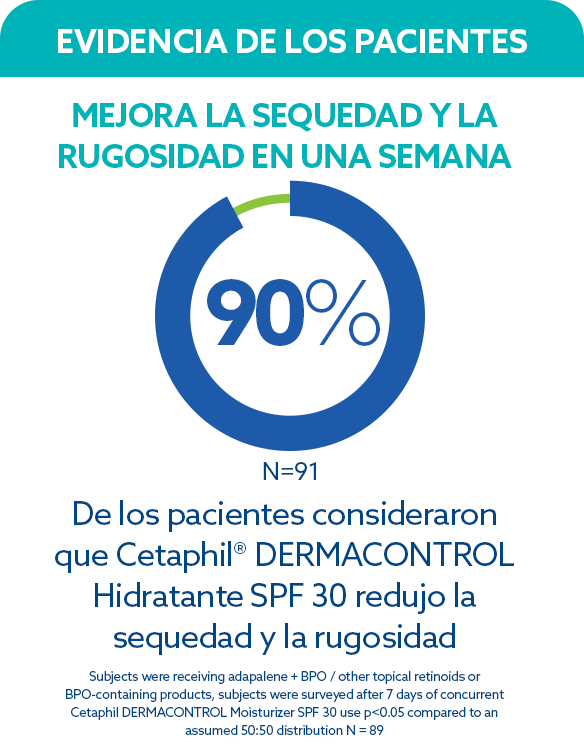 EVIDENCIA DE LOS PACIENTES
MEJORA LA SEQUEDAD Y LA
RUGOSIDAD EN UNA SEMANA
90%
N=91
De los pacientes consideraron
que Cetaphil® DERMACONTROL
Hidratante SPF 30 redujo la
sequedad y la rugosidad
Subjects were receiving adapalene + BPO / other topical retinoids or
BPO-containing products, subjects were surveyed after 7 days of concurrent
Cetaphil DERMACONTROL Moisturizer SPF 30 use p<0.05 compared to an
assumed 50:50 distribution N = 89